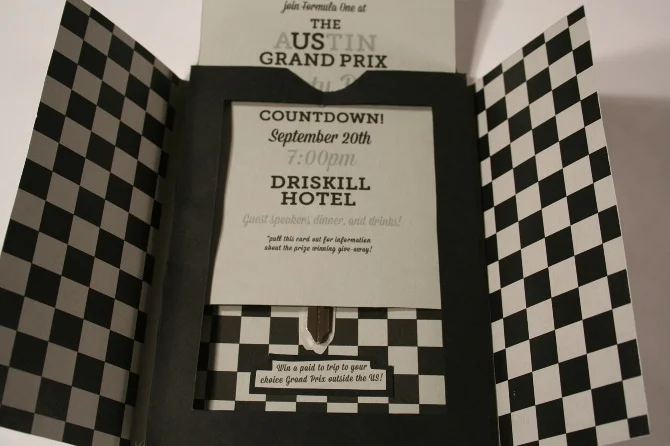 join Formula One at
THE
AUSTIN
GRAND PRIX
COUNTDOWN!
September 20th
7:00pm
DRISKILL
HOTEL
Guest speakers, dinner, and drinks!
*pull this card out for information
about the prize winning give-away!
Win a paid to trip to your
choice Grand Prix outside the US!